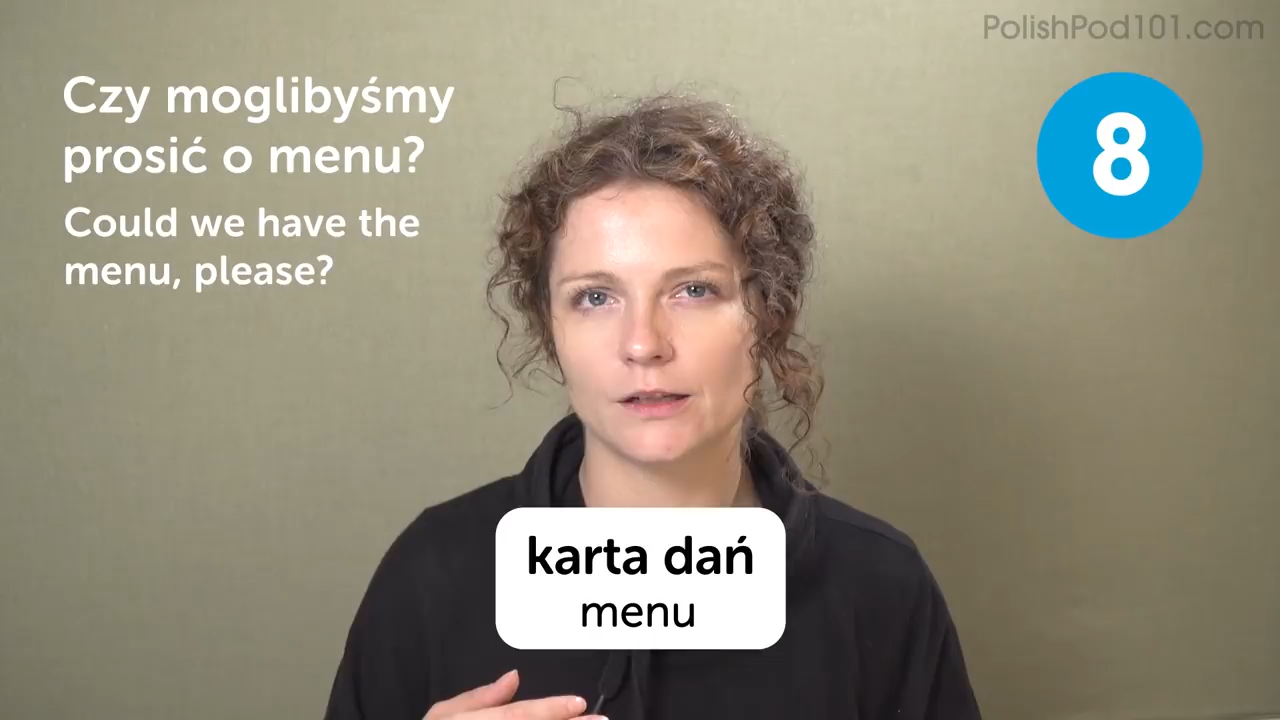 PolishPod101.com
Czy moglibyśmy
prosić o menu?
Could we have the
menu, please?
8
karta dań
menu